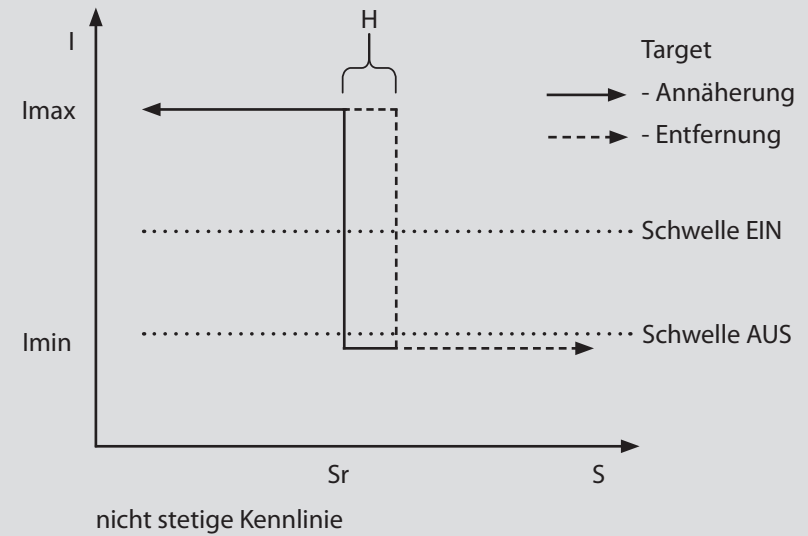 H
I
Target
Imax
- Annäherung
- Entfernung
Schwelle EIN
Imin
Schwelle AUS
Sr
S
nicht stetige Kennlinie